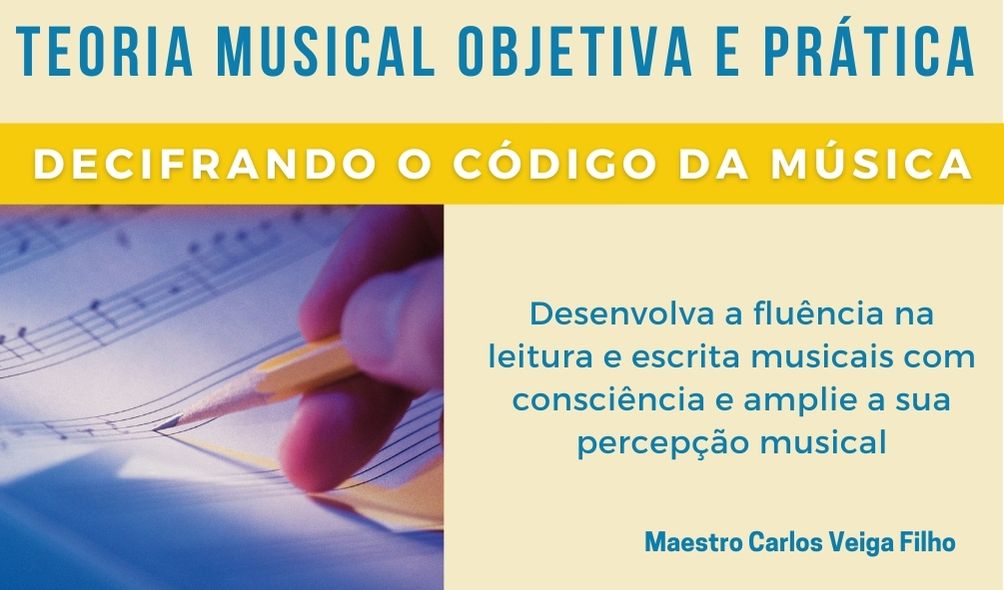 TEORIA MUSICAL OBJETIVA E PRÁTICA
DECIFRANDO O CÓDIGO DA MÚSICA
Desenvolva a fluência na
leitura e escrita musicais com
consciência e amplie a sua
percepção musical
Maestro Carlos Veiga Filho